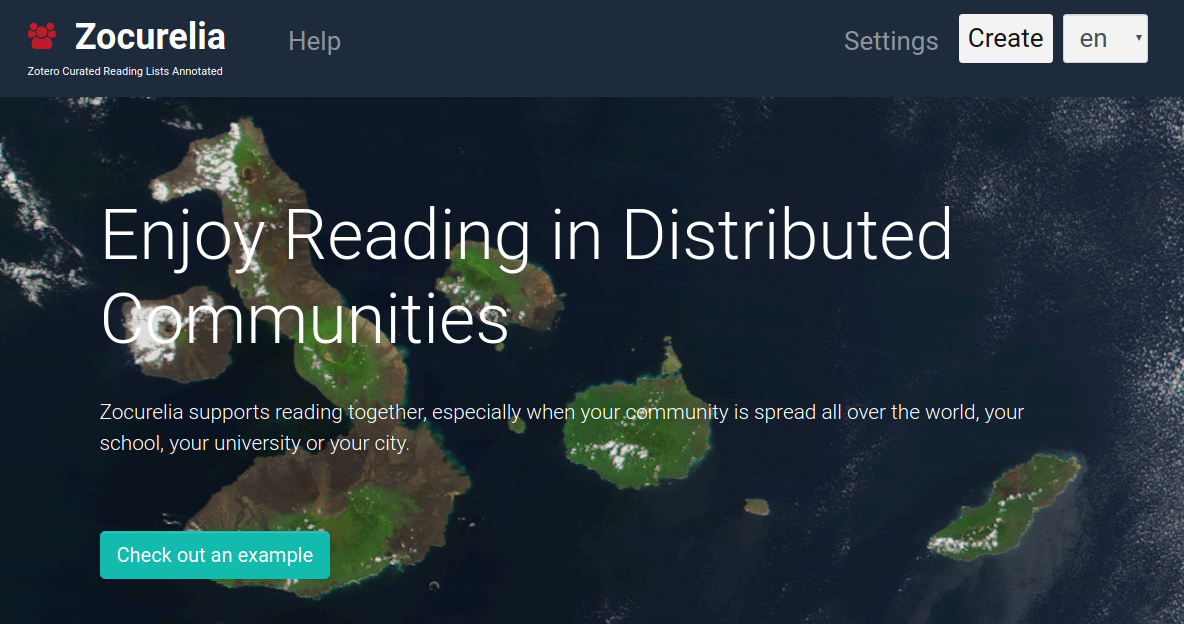 Zocurelia
Help
Settings
Create
en
Zotero Curated Reading Lists Annotated
Enjoy Reading in Distributed
Communities
Zocurelia supports reading together, especially when your community is spread all over the world, your
school, your university or your city.
Check out an example